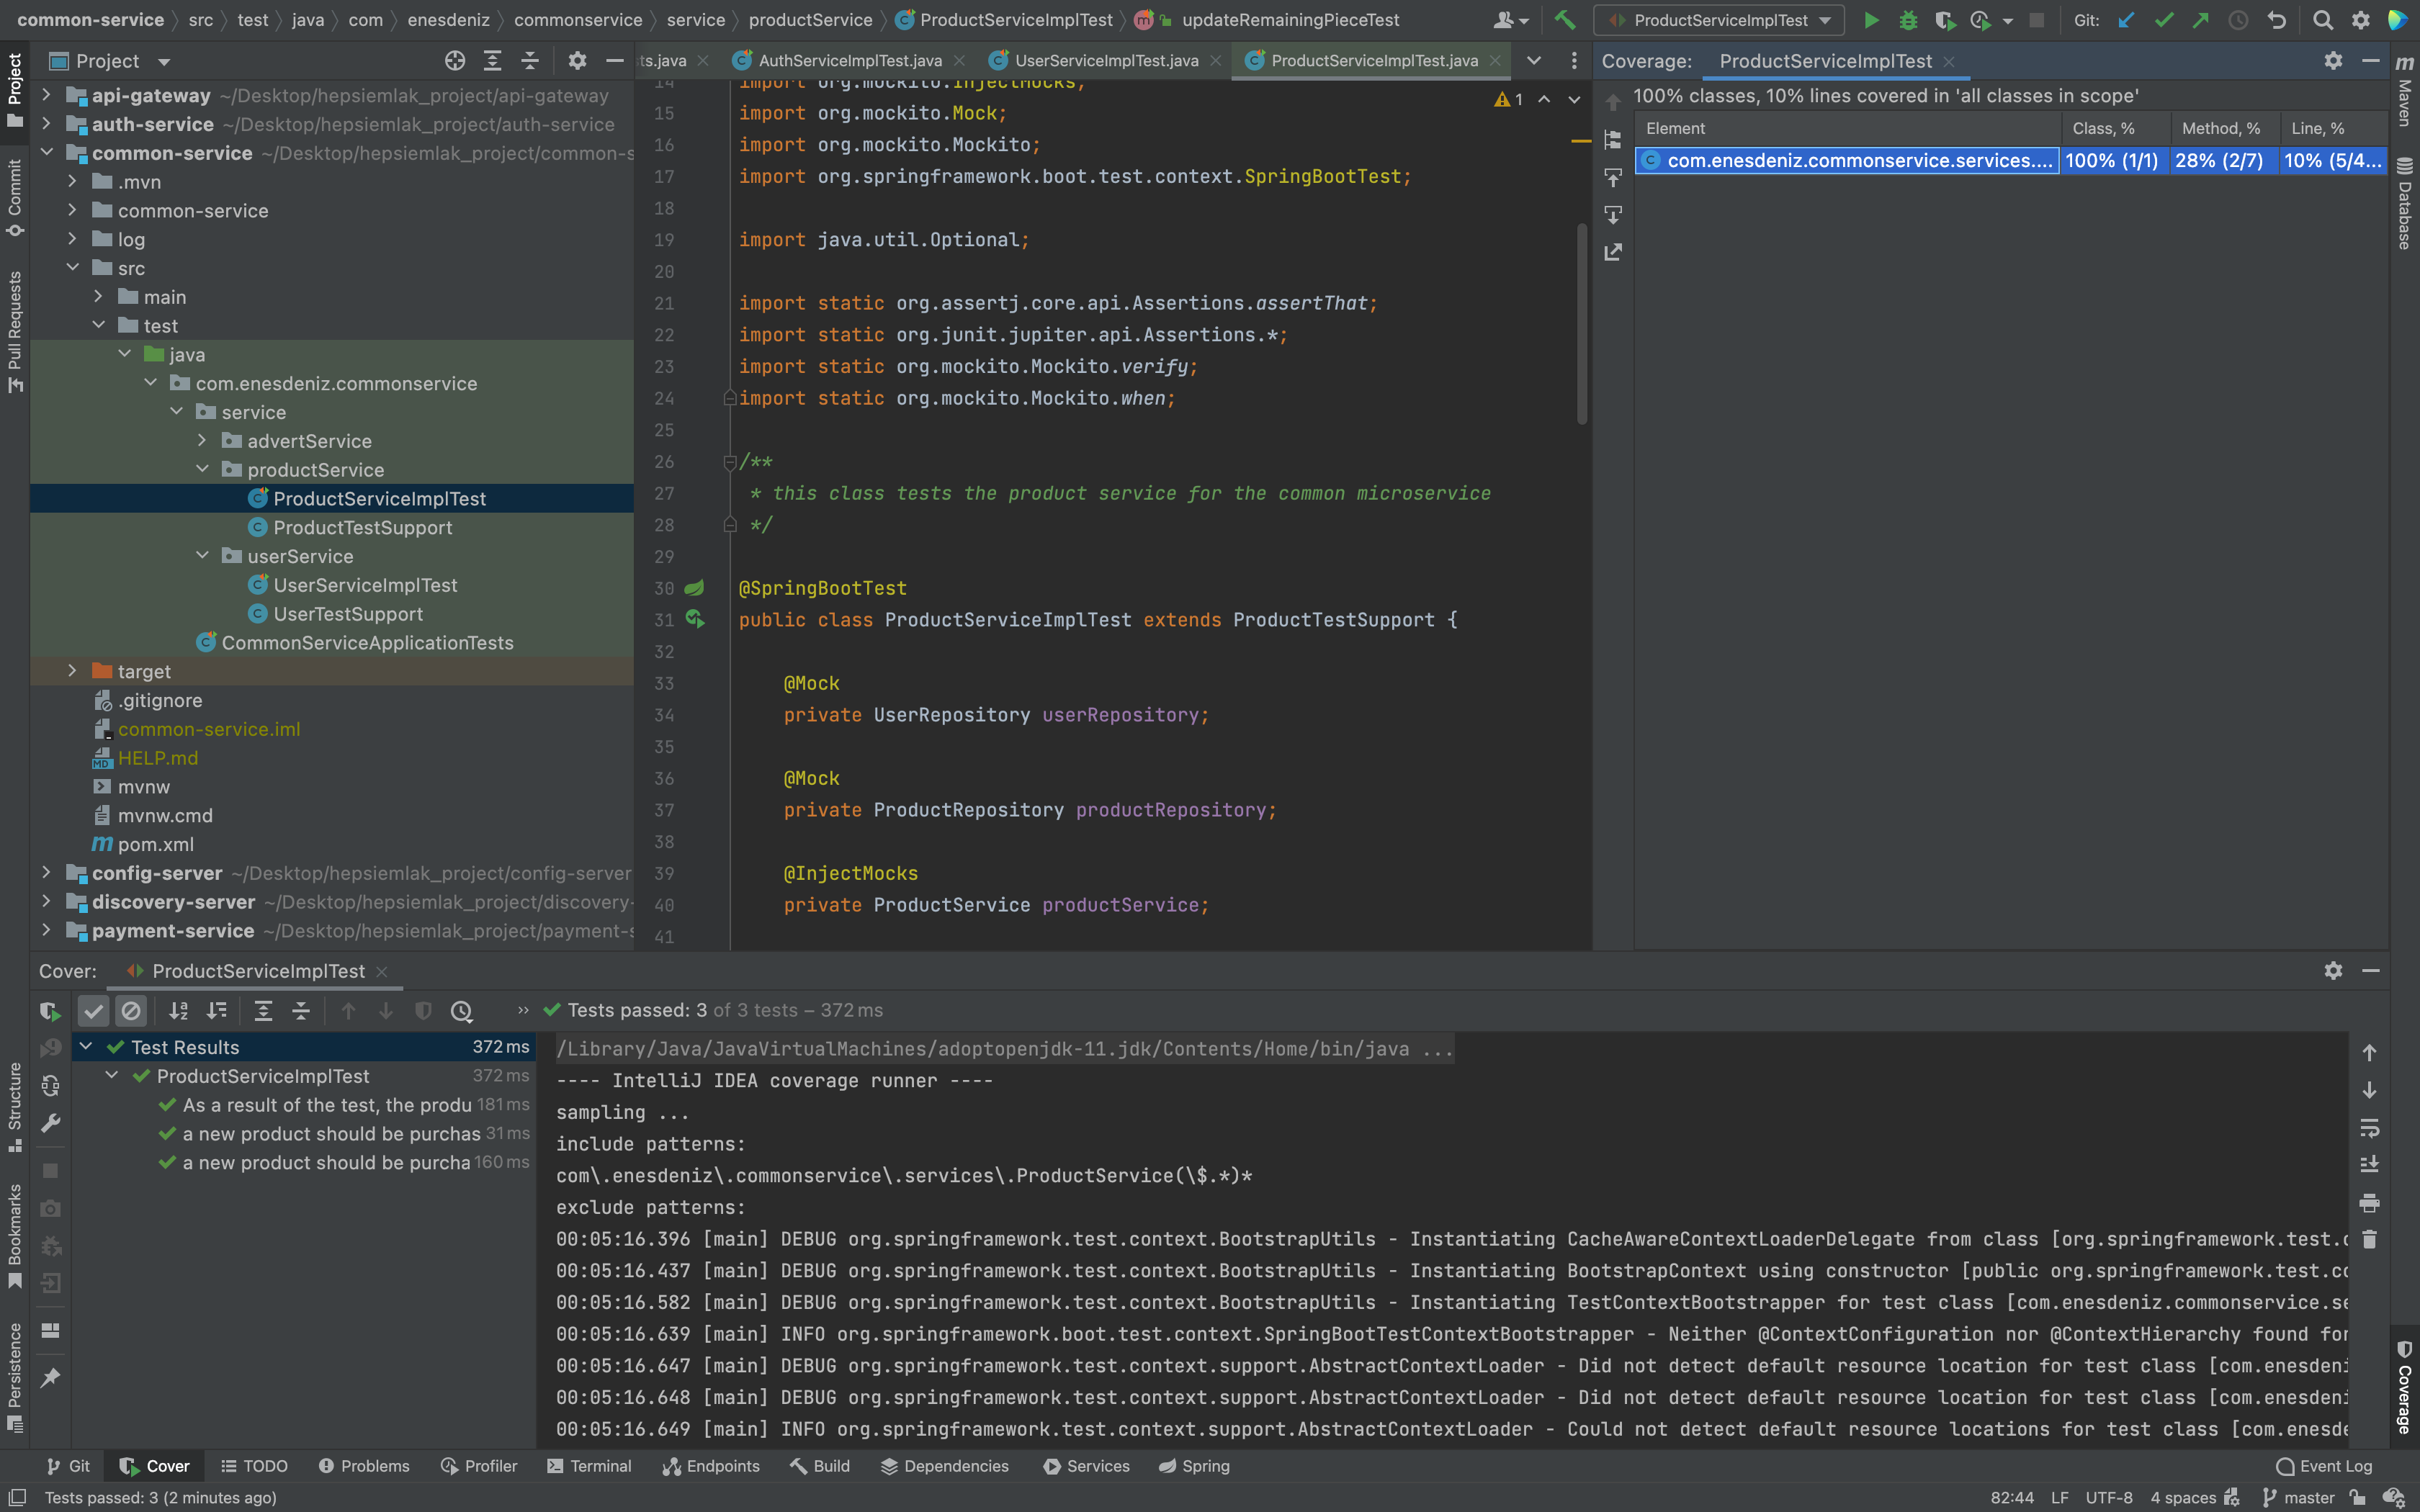 common-service
src
test
java
com
enesdeniz
commonservice
service
productService
ProductServiceImplTest
updateRemainingPieceTest
ProductServiceImplTest
Git:
Project
Commit
Pull Requests
Structure
Bookmarks
Persistence
Project
api-gateway ~/Desktop/hepsiemlak_project/api-gateway
auth-service ~/Desktop/hepsiemlak_project/auth-service
common-service ~/Desktop/hepsiemlak_project/common-s
.mvn
common-service
log
src
main
test
java
com.enesdeniz.commonservice
service
advertService
productService
ProductServiceImplTest
ProductTestSupport
userService
UserServiceImplTest
UserTestSupport
CommonServiceApplicationTests
target
.gitignore
common-service.iml
HELP.md
mvnw
mvnw.cmd
pom.xml
config-server ~/Desktop/hepsiemlak_project/config-server
discovery-server ~/Desktop/hepsiemlak_project/discovery-
payment-service ~/Desktop/hepsiemlak_project/payment-s
ts.java
AuthServiceImplTest.java
UserServiceImplTest.java
ProductServiceImplTest.java
1
14 import org.mockito.InjectMocks;
15 import org.mockito.Mock;
16 import org.mockito.Mockito;
17 import org.springframework.boot.test.context.SpringBootTest;
18
19 import java.util.Optional;
20
21 import static org.assertj.core.api.Assertions.assertThat;
22 import static org.junit.jupiter.api.Assertions.*;
23 import static org.mockito.Mockito.verify;
24 import static org.mockito.Mockito.when;
25
26 /**
27 * this class tests the product service for the common microservice
28 */
29
30 @SpringBootTest
31 public class ProductServiceImplTest extends ProductTestSupport {
32
33 @Mock
34 private UserRepository userRepository;
35
36 @Mock
37 private ProductRepository productRepository;
38
39 @InjectMocks
40 private ProductService productService;
41
Coverage: ProductServiceImplTest
100% classes, 10% lines covered in 'all classes in scope'
Element Class, % Method, % Line, %
com.enesdeniz.commonservice.services.... 100% (1/1) 28% (2/7) 10% (5/4...
Maven
Database
Coverage
Cover: ProductServiceImplTest
Tests passed: 3 of 3 tests – 372 ms
Test Results 372 ms
ProductServiceImplTest 372 ms
As a result of the test, the produ 181 ms
a new product should be purchas 31 ms
a new product should be purcha 160 ms
/Library/Java/JavaVirtualMachines/adoptopenjdk-11.jdk/Contents/Home/bin/java ...
---- IntelliJ IDEA coverage runner ----
sampling ...
include patterns:
com\.enesdeniz\.commonservice\.services\.ProductService(\$.*)*
exclude patterns:
00:05:16.396 [main] DEBUG org.springframework.test.context.BootstrapUtils - Instantiating CacheAwareContextLoaderDelegate from class [org.springframework.test.c
00:05:16.437 [main] DEBUG org.springframework.test.context.BootstrapUtils - Instantiating BootstrapContext using constructor [public org.springframework.test.co
00:05:16.582 [main] DEBUG org.springframework.test.context.BootstrapUtils - Instantiating TestContextBootstrapper for test class [com.enesdeniz.commonservice.se
00:05:16.639 [main] INFO org.springframework.boot.test.context.SpringBootTestContextBootstrapper - Neither @ContextConfiguration nor @ContextHierarchy found for
00:05:16.647 [main] DEBUG org.springframework.test.context.support.AbstractContextLoader - Did not detect default resource location for test class [com.enesdeni
00:05:16.648 [main] DEBUG org.springframework.test.context.support.AbstractContextLoader - Did not detect default resource location for test class [com.enesdeni
00:05:16.649 [main] INFO org.springframework.test.context.support.AbstractContextLoader - Could not detect default resource locations for test class [com.enesde
Git
Cover
TODO
Problems
Profiler
Terminal
Endpoints
Build
Dependencies
Services
Spring
Event Log
Tests passed: 3 (2 minutes ago)
82:44 LF UTF-8 4 spaces master